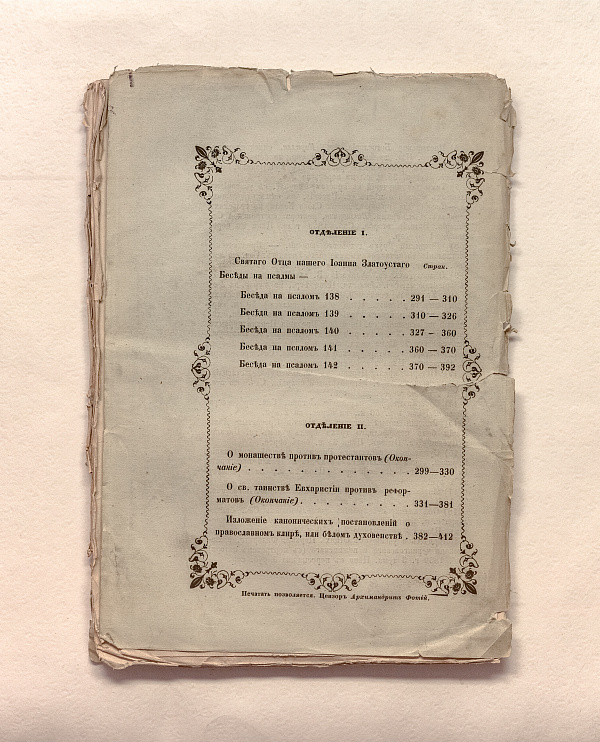 ОТДѢЛЕНІЕ I.
Святаго Отца нашего Іоанна Златоустаго Стран.
Бесѣды на псалмы —
Бесѣда на псаломъ 138 . . . . . 291 — 310
Бесѣда на псаломъ 139 . . . . . 310 — 326
Бесѣда на псаломъ 140 . . . . . 327 - 360
Бесѣда на псаломъ 141 . . . . . 360 — 370
Бесѣда на псаломъ 142 . . . . . 370 — 392
ОТДѢЛЕНІЕ II.
О монашествѣ противъ протестантовъ (Окон-
чаніе) . . . . . . . . . . . . . . 299—330
О св. таинствѣ Евхаристіи противъ рефор-
матовъ (Окончаніе). . . . . . . . . 331—381
Изложеніе каноническихъ постановленій о
православномъ клирѣ, или бѣломъ духовенствѣ . 382—412
Печатать позволяется. Цензоръ Архимандритъ Фотій.